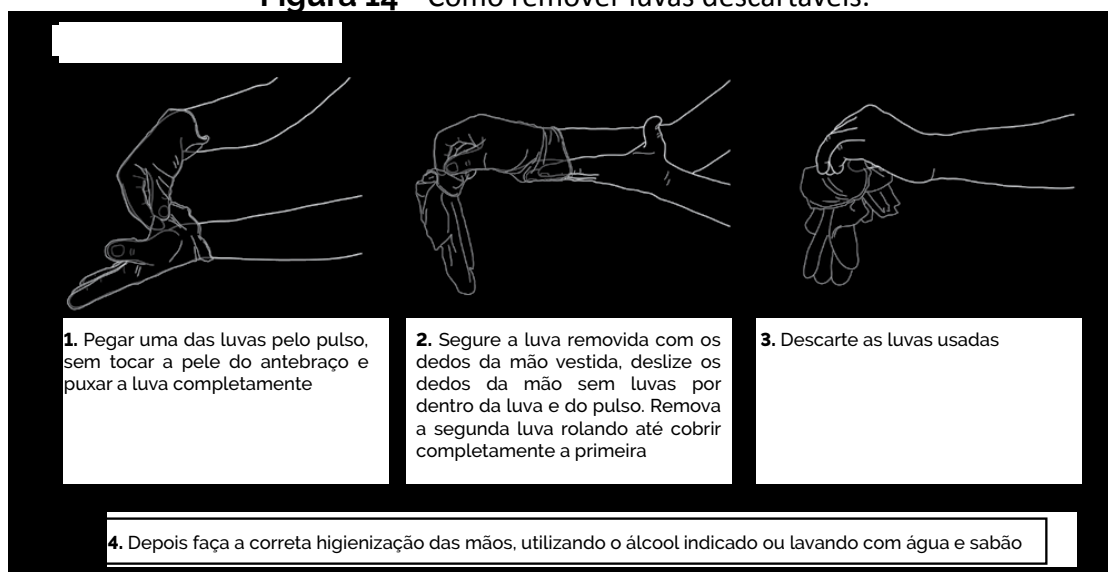 Figura 14 - Como remover luvas descartáveis.
1. Pegar uma das luvas pelo pulso,
sem tocar a pele do antebraço e
puxar a luva completamente
2. Segure a luva removida com os
dedos da mão vestida, deslize os
dedos da mão sem luvas por
dentro da luva e do pulso. Remova
a segunda luva rolando até cobrir
completamente a primeira
3. Descarte as luvas usadas
4. Depois faça a correta higienização das mãos, utilizando o álcool indicado ou lavando com água e sabão